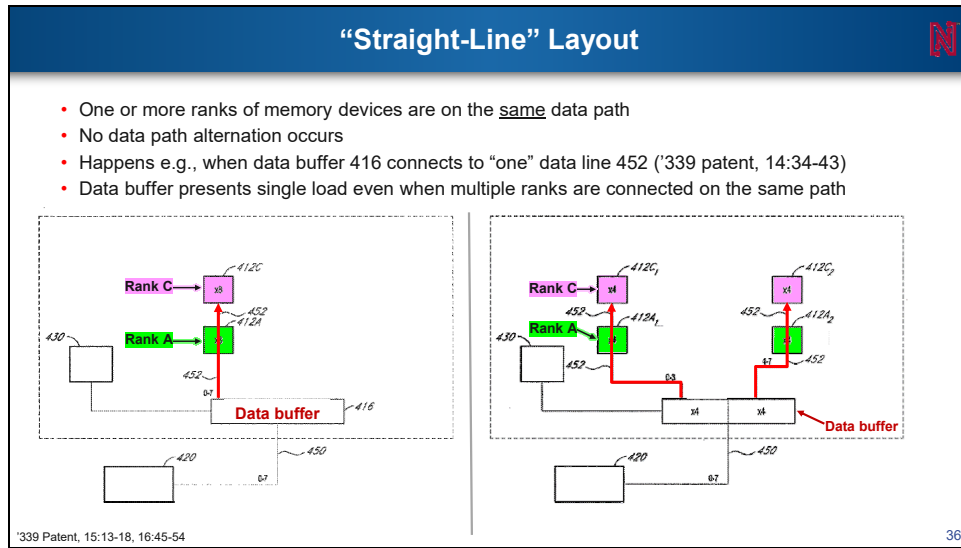 “Straight-Line” Layout
N
• One or more ranks of memory devices are on the same data path
• No data path alternation occurs
• Happens e.g., when data buffer 416 connects to “one” data line 452 (’339 patent, 14:34-43)
• Data buffer presents single load even when multiple ranks are connected on the same path
412C
Rank C
x8
452
412A
430
Rank A
452
0-7
Data buffer
416
420
450
0-7
412C1
412C2
Rank C
x4
x4
452
452
412A1
412A2
430
Rank A
452
452
0-3
4-7
x4
x4
Data buffer
420
450
0-7
’339 Patent, 15:13-18, 16:45-54
36